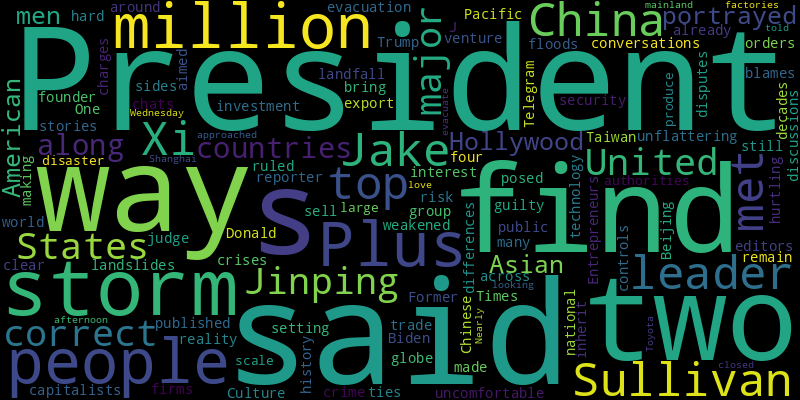 men hard around evacuation Pacific mainland factories
million Trump J venture China portrayed
President
charges aimed major floods conversations already orders told
founder One sides landfall bring export Telegram security produce disputes blames decades
stories chats Wednesday investment evacuate
American Xi approached
along countries Jake Hollywood Taiwan unflattering still discussions
making disaster Shanghai ruled reporter interest four posed United authorities met hurtling
way top love risk guilty find technology
world s sell large group weakened public Entrepreneurs Beijing
States judge Donald Plus differences many controls editors
clear landslides crises Asian across leader remain
storm Jinping Former Times looking
afternoon published setting trade Chinese Nearly national inherit two
correct reality said Biden globe made Toyota
people scale history closed
capitalists firms Culture crime ties uncomfortable Sullivan